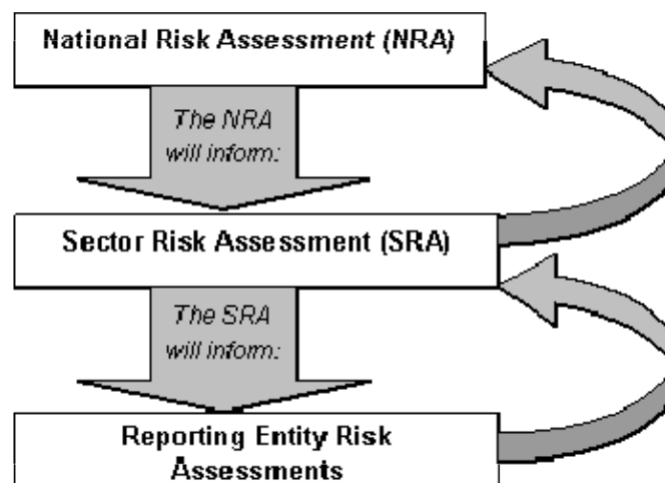 National Risk Assessment (NRA)
The NRA
will inform:
Sector Risk Assessment (SRA)
The SRA
will inform:
Reporting Entity Risk
Assessments